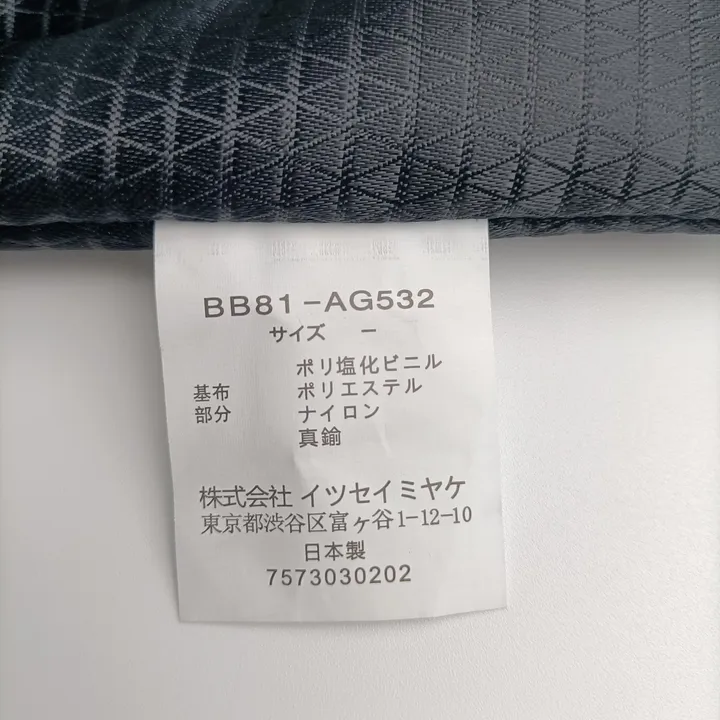 BB81-AG532
サイズ －
ポリ塩化ビニル
基布 ポリエステル
部分 ナイロン
真鍮
株式会社 イツセイミヤケ
東京都渋谷区富ヶ谷1-12-10
日本製
7573030202